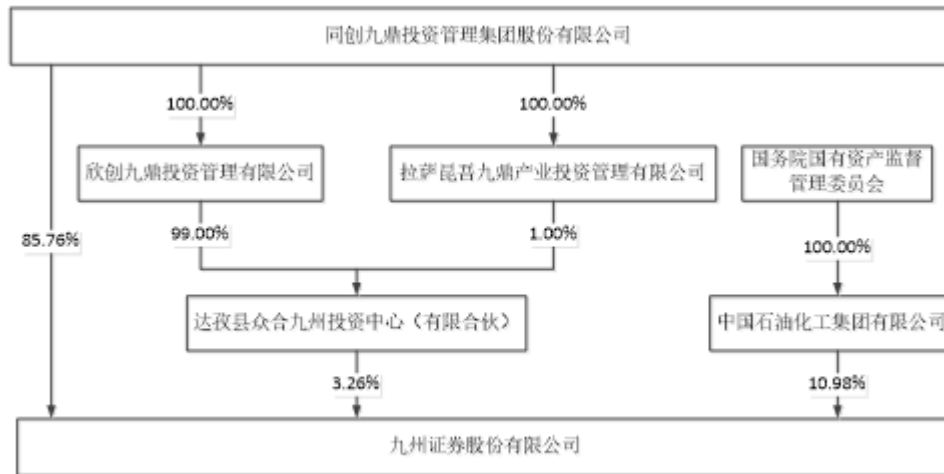 同创九鼎投资管理集团股份有限公司
100.00%
100.00%
欣创九鼎投资管理有限公司
拉萨昆吾九鼎产业投资管理有限公司
国务院国有资产监督
管理委员会
85.76%
99.00%
1.00%
100.00%
达孜县众合九州投资中心（有限合伙）
中国石油化工集团有限公司
3.26%
10.98%
九州证券股份有限公司